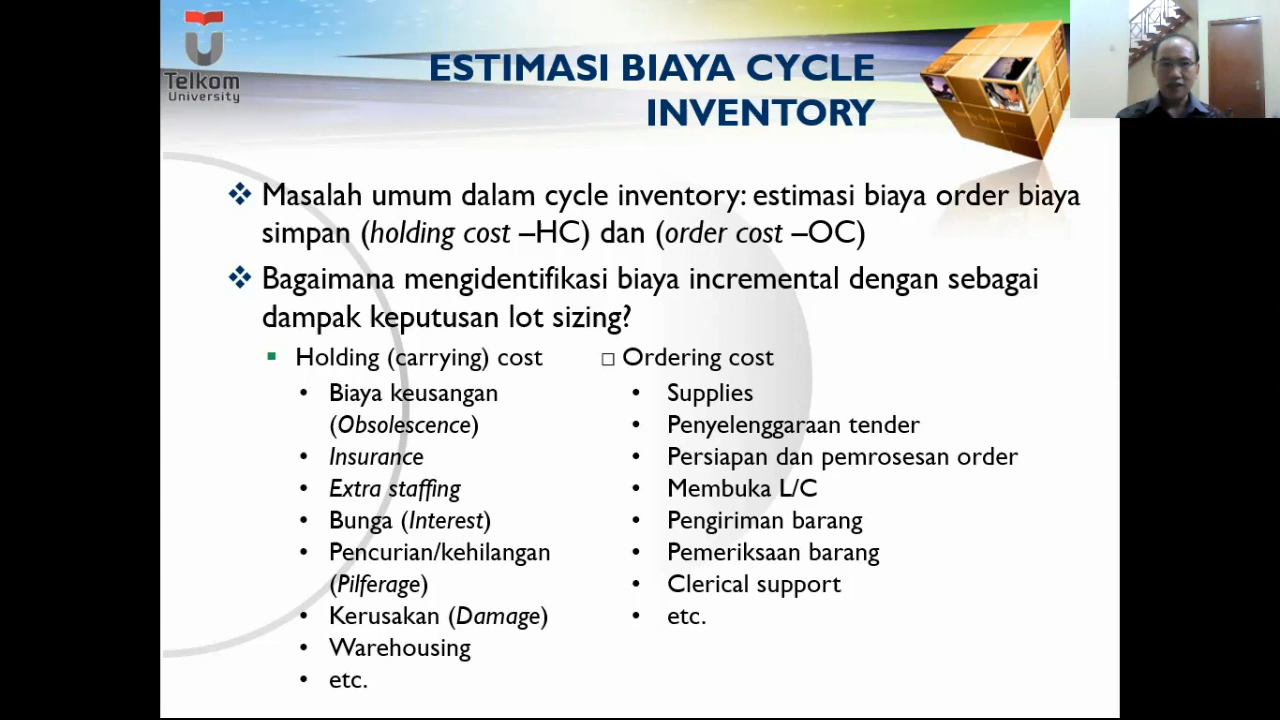 Telkom
University
ESTIMASI BIAYA CYCLE
INVENTORY
❖ Masalah umum dalam cycle inventory: estimasi biaya order biaya
simpan (holding cost –HC) dan (order cost –OC)
❖ Bagaimana mengidentifikasi biaya incremental dengan sebagai
dampak keputusan lot sizing?
▪ Holding (carrying) cost
• Biaya keusangan
(Obsolescence)
• Insurance
• Extra staffing
• Bunga (Interest)
• Pencurian/kehilangan
(Pilferage)
• Kerusakan (Damage)
• Warehousing
• etc.
□ Ordering cost
• Supplies
• Penyelenggaraan tender
• Persiapan dan pemrosesan order
• Membuka L/C
• Pengiriman barang
• Pemeriksaan barang
• Clerical support
• etc.